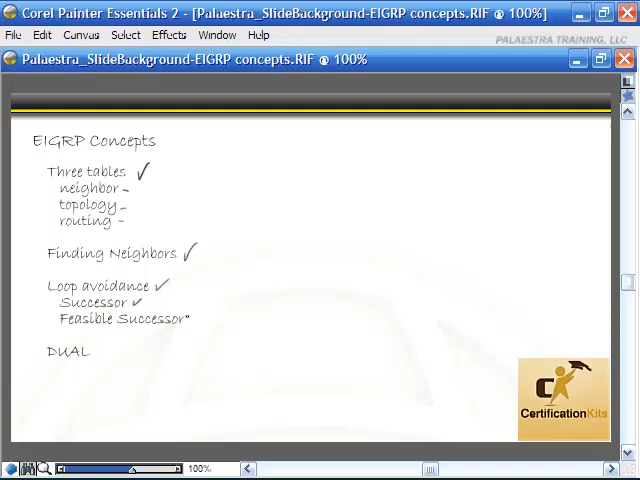 Corel Painter Essentials 2 - [Palaestra_SlideBackground-EIGRP concepts.RIF @ 100%]
File Edit Canvas Select Effects Window Help
PALAESTRA TRAINING, LLC
Palaestra_SlideBackground-EIGRP concepts.RIF @ 100%
EIGRP Concepts
Three tables
neighbor -
topology -
routing -
Finding Neighbors
Loop avoidance
Successor
Feasible Successor
DUAL
CK
CertificationKits
100%